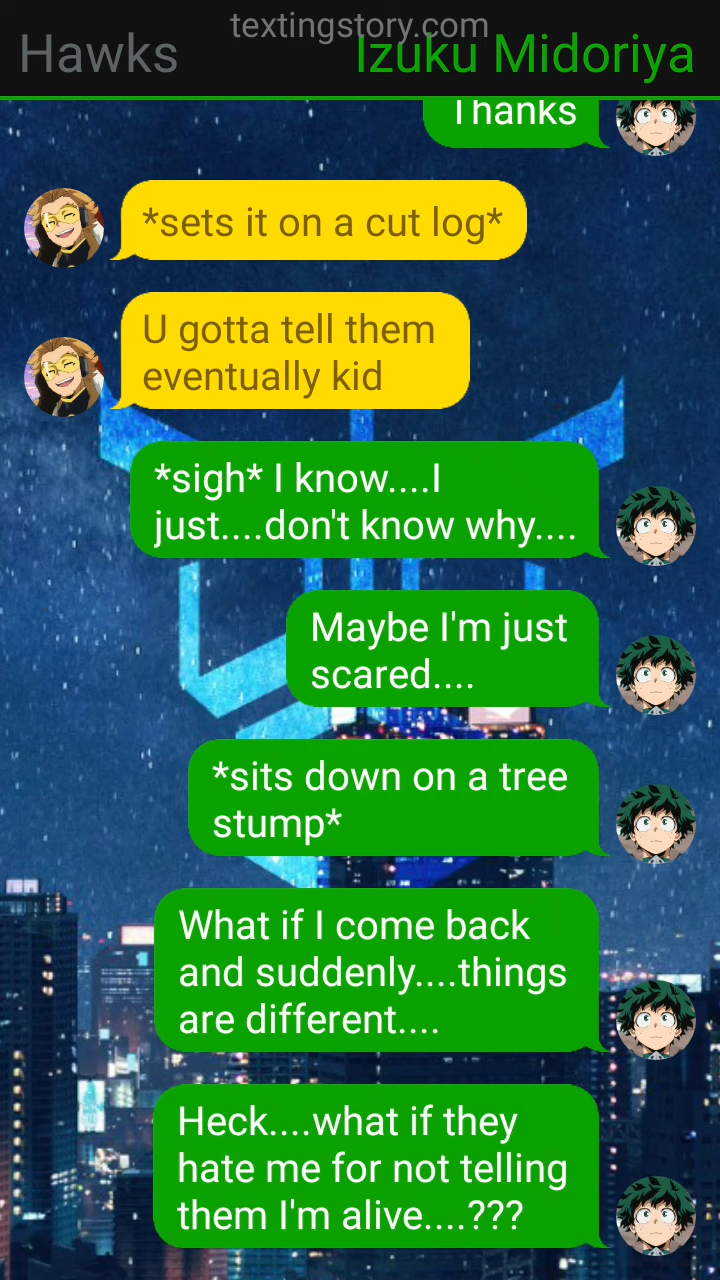 textingstory.com
Hawks
Izuku Midoriya
Thanks
*sets it on a cut log*
U gotta tell them
eventually kid
*sigh* I know....I
just....don't know why....
Maybe I'm just
scared....
*sits down on a tree
stump*
What if I come back
and suddenly....things
are different....
Heck....what if they
hate me for not telling
them I'm alive....???